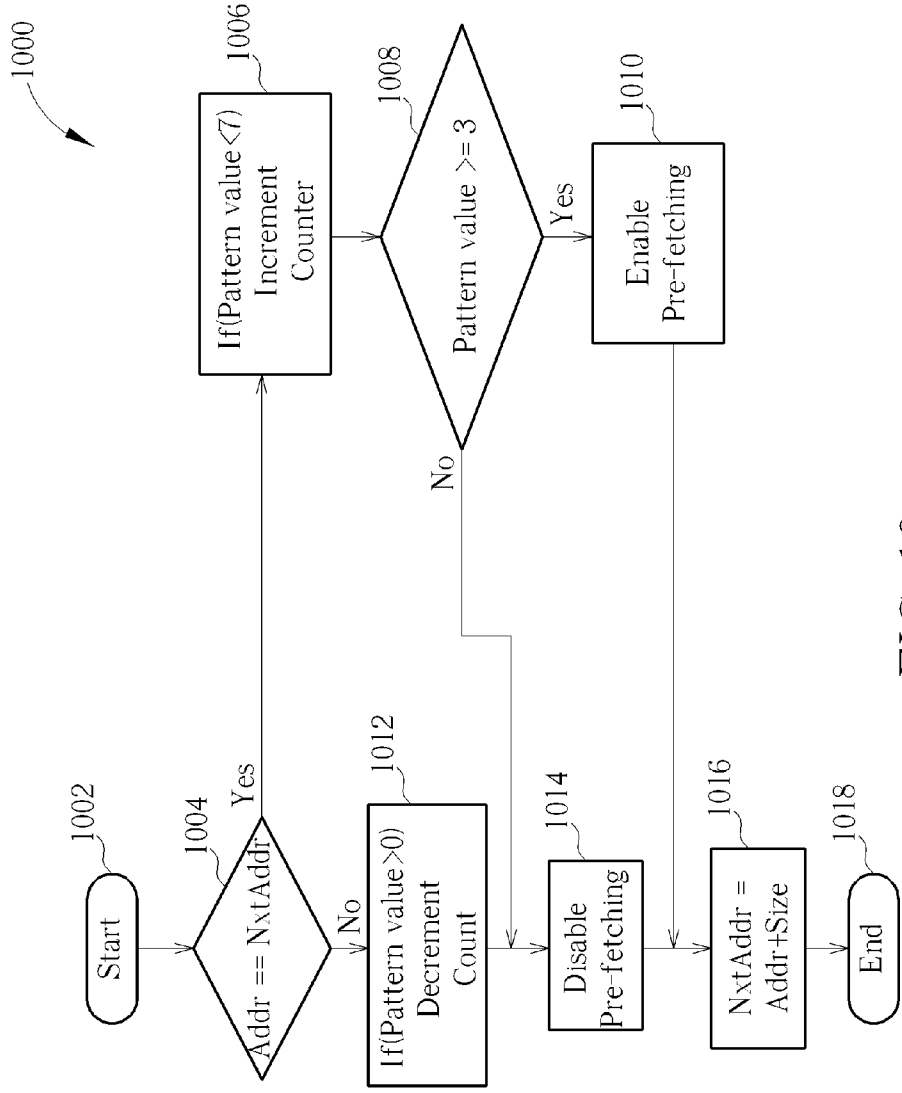 1000
Start
1002
Addr == NxtAddr
1004
Yes
No
If(Pattern value<7)
Increment
Counter
1006
Pattern value >= 3
1008
No
Yes
Enable
Pre-fetching
1010
If(Pattern value>0)
Decrement
Count
1012
Disable
Pre-fetching
1014
NxtAddr =
Addr+Size
1016
End
1018